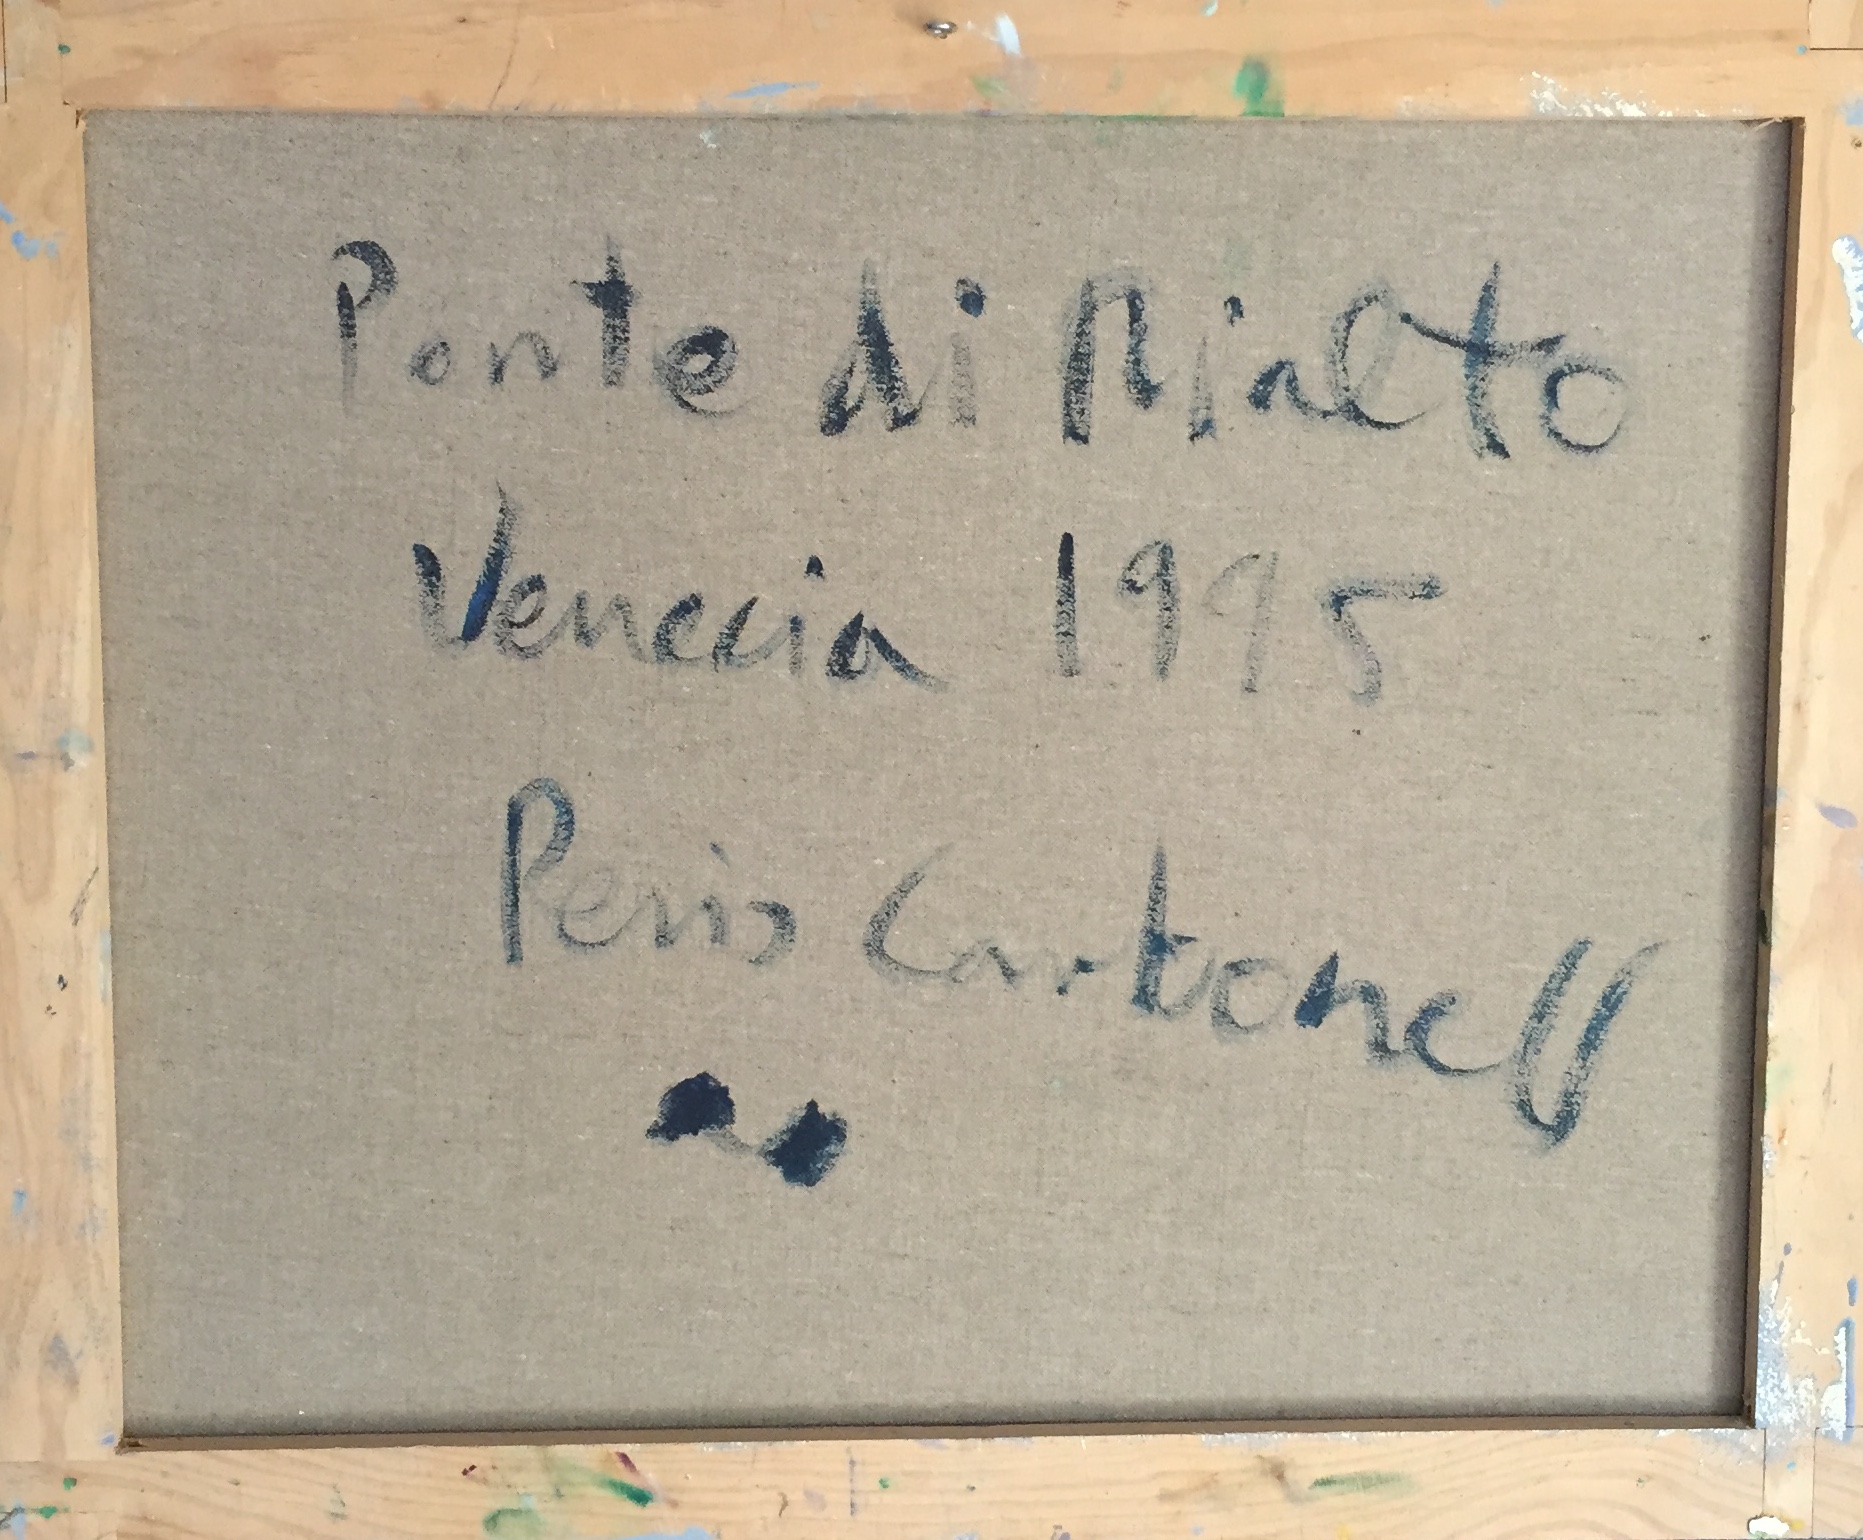 Ponte di Rialto
Venecia 1995
Peris Carbonell